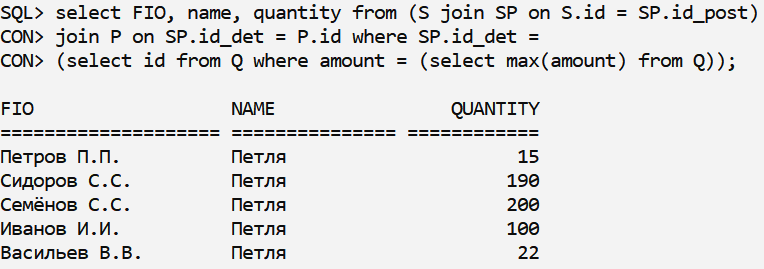 SQL> select FIO, name, quantity from (S join SP on S.id = SP.id_post)
CON> join P on SP.id_det = P.id where SP.id_det =
CON> (select id from Q where amount = (select max(amount) from Q));
FIO NAME QUANTITY
==================== =============== ============
Петров П.П. Петля 15
Сидоров С.С. Петля 190
Семёнов С.С. Петля 200
Иванов И.И. Петля 100
Васильев В.В. Петля 22